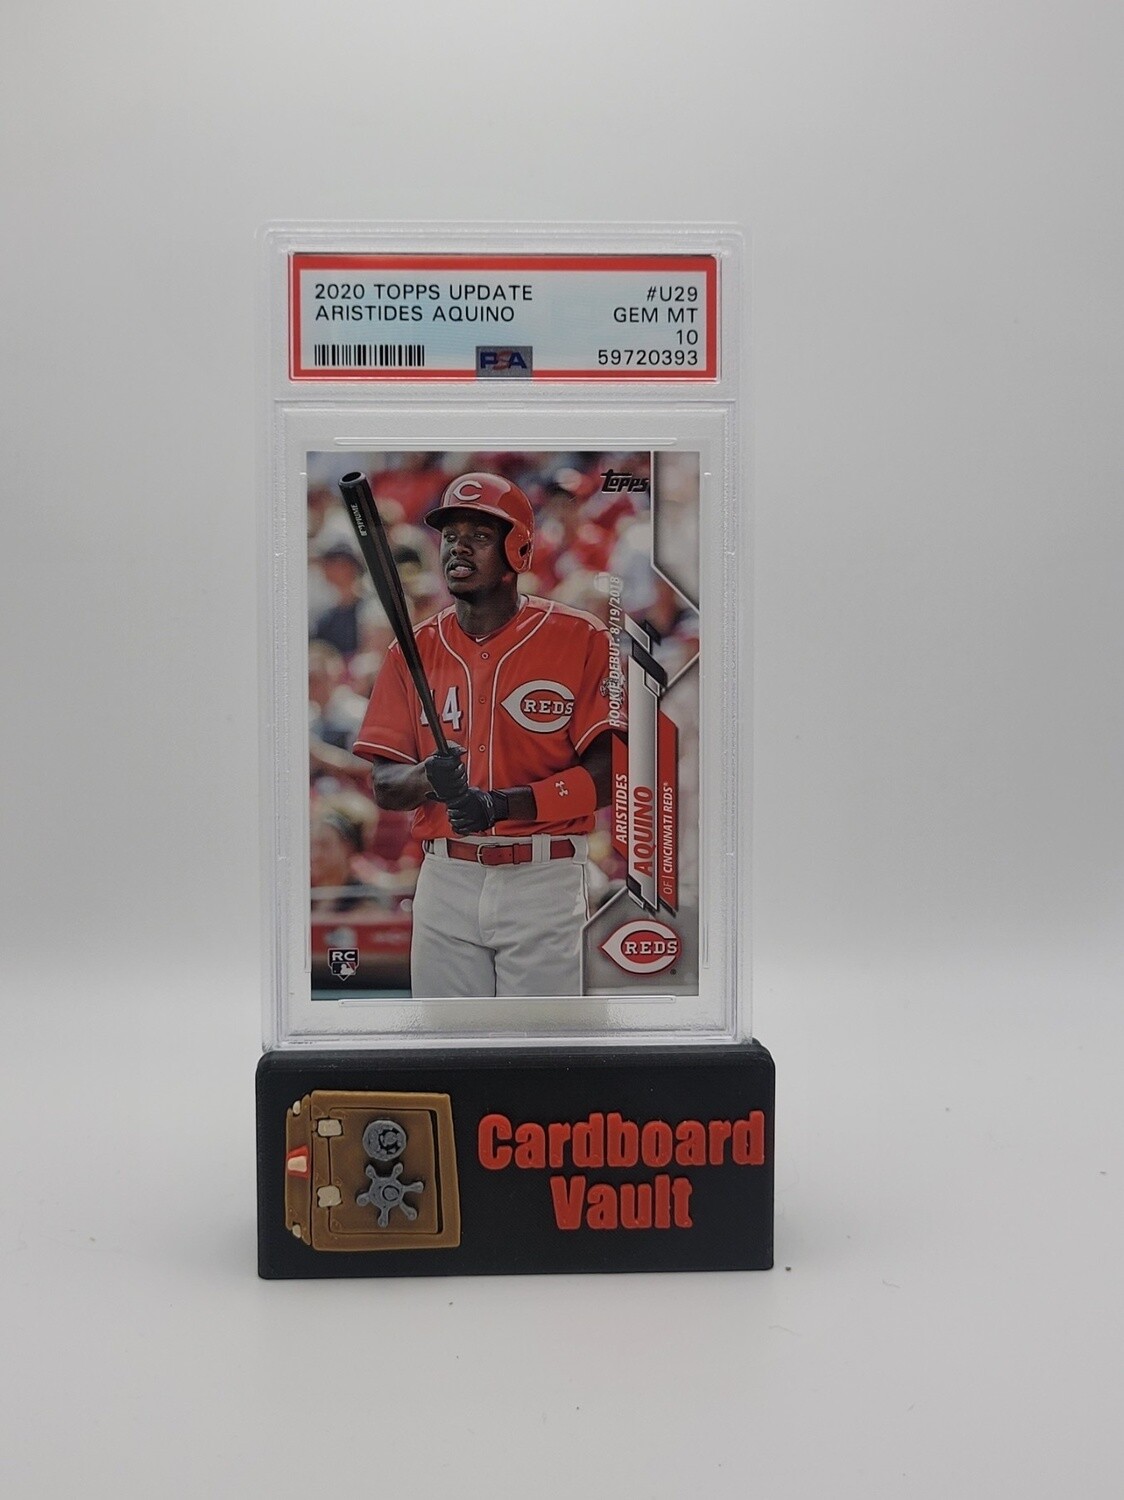 2020 TOPPS UPDATE #U29
ARISTIDES AQUINO GEM MT
10
PSA 59720393
topps
C
44
REDS
ROOKIE DEBUT: 8/19/2018
ARISTIDES
AQUINO
OF | CINCINNATI REDS®
REDS
RC
Cardboard
Vault